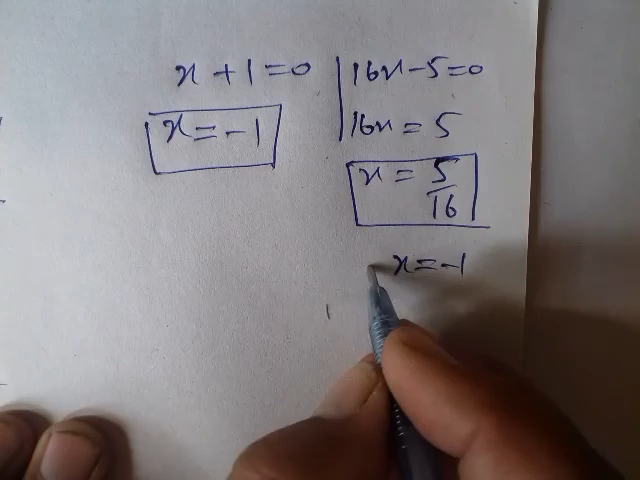 x + 1 = 0 | 16x - 5 = 0
x = -1
16x = 5
x = 5/16
x = -1